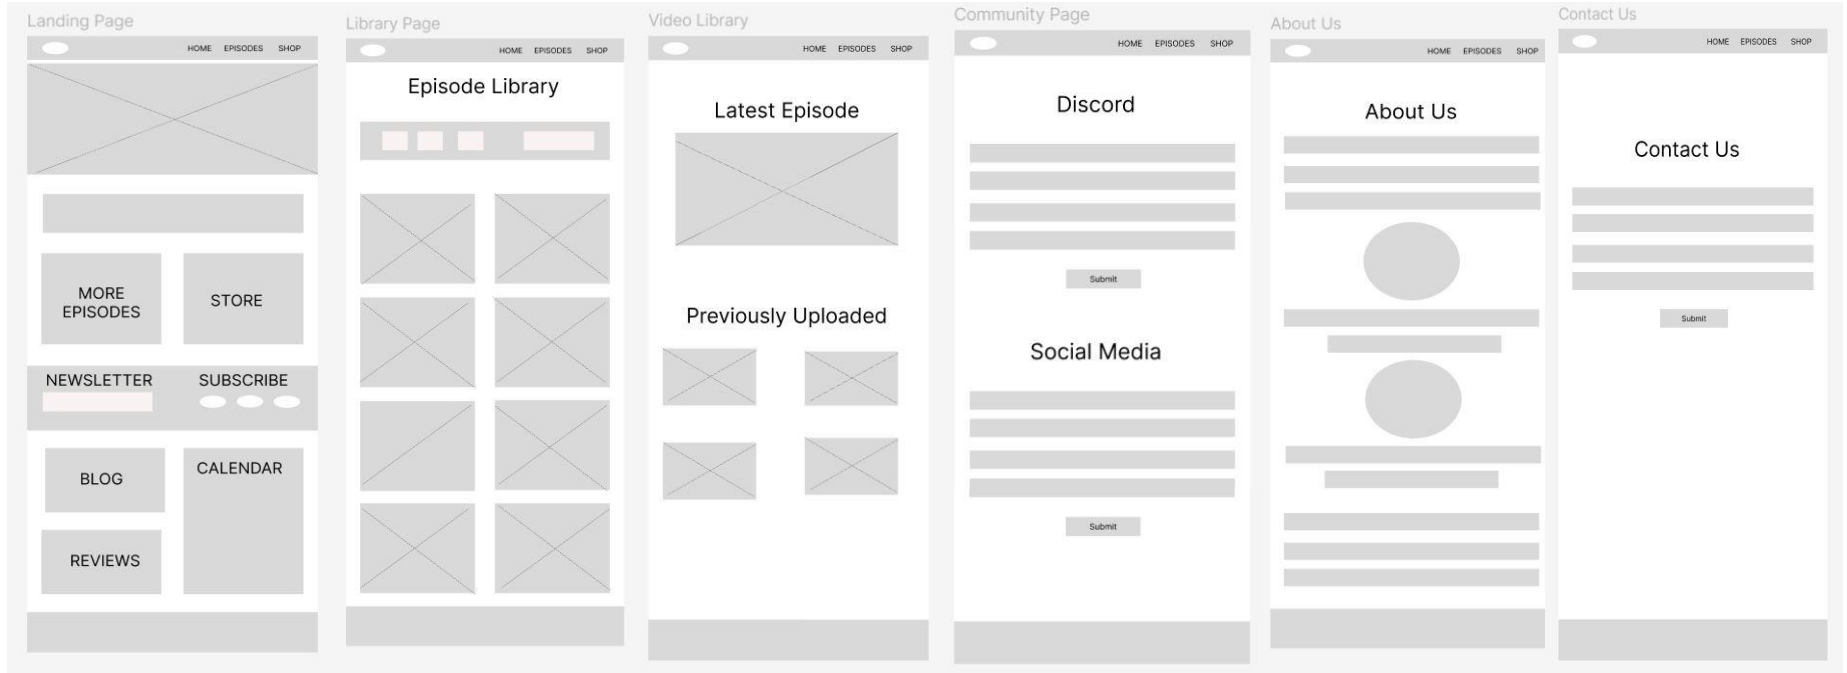 Landing Page
HOME EPISODES SHOP
MORE
EPISODES
STORE
NEWSLETTER
SUBSCRIBE
BLOG
CALENDAR
REVIEWS
Library Page
HOME EPISODES SHOP
Episode Library
Video Library
HOME EPISODES SHOP
Latest Episode
Previously Uploaded
Community Page
HOME EPISODES SHOP
Discord
Submit
Social Media
Submit
About Us
HOME EPISODES SHOP
About Us
Contact Us
HOME EPISODES SHOP
Contact Us
Submit